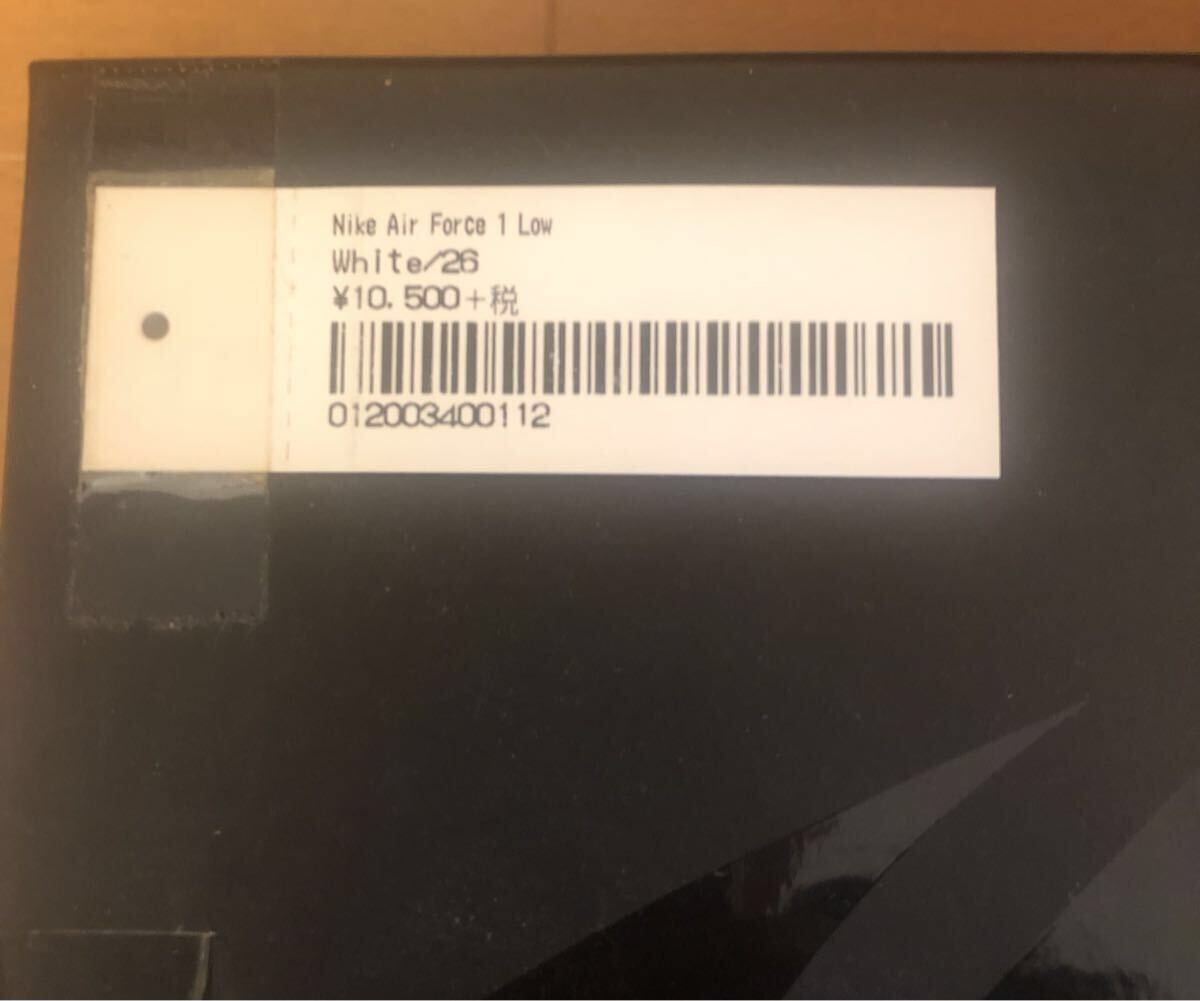 Nike Air Force 1 Low
White/26
¥10.500+税
012003400112